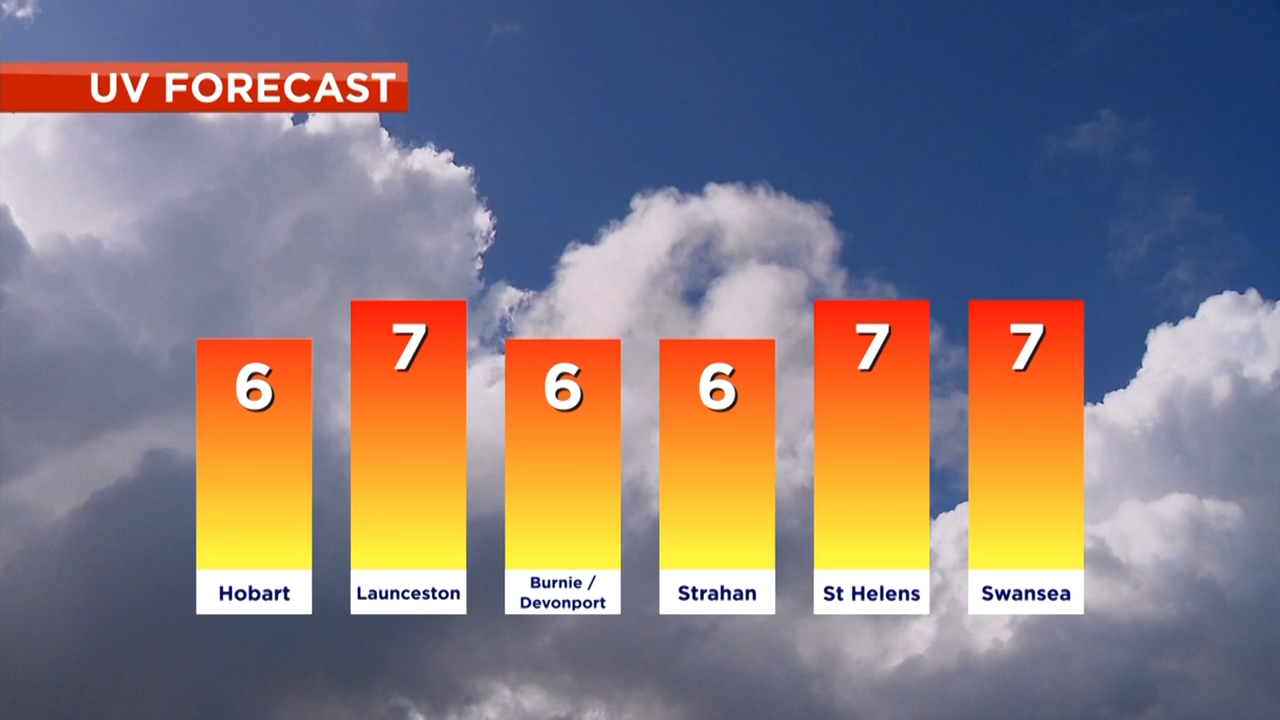 UV FORECAST
6
7
6
6
7
7
Hobart
Launceston
Burnie /
Devonport
Strahan
St Helens
Swansea